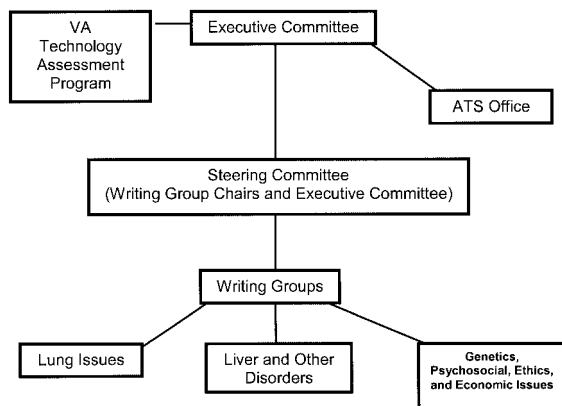 VA
Technology
Assessment
Program
Executive Committee
ATS Office
Steering Committee
(Writing Group Chairs and Executive Committee)
Writing Groups
Lung Issues
Liver and Other
Disorders
Genetics,
Psychosocial, Ethics,
and Economic Issues